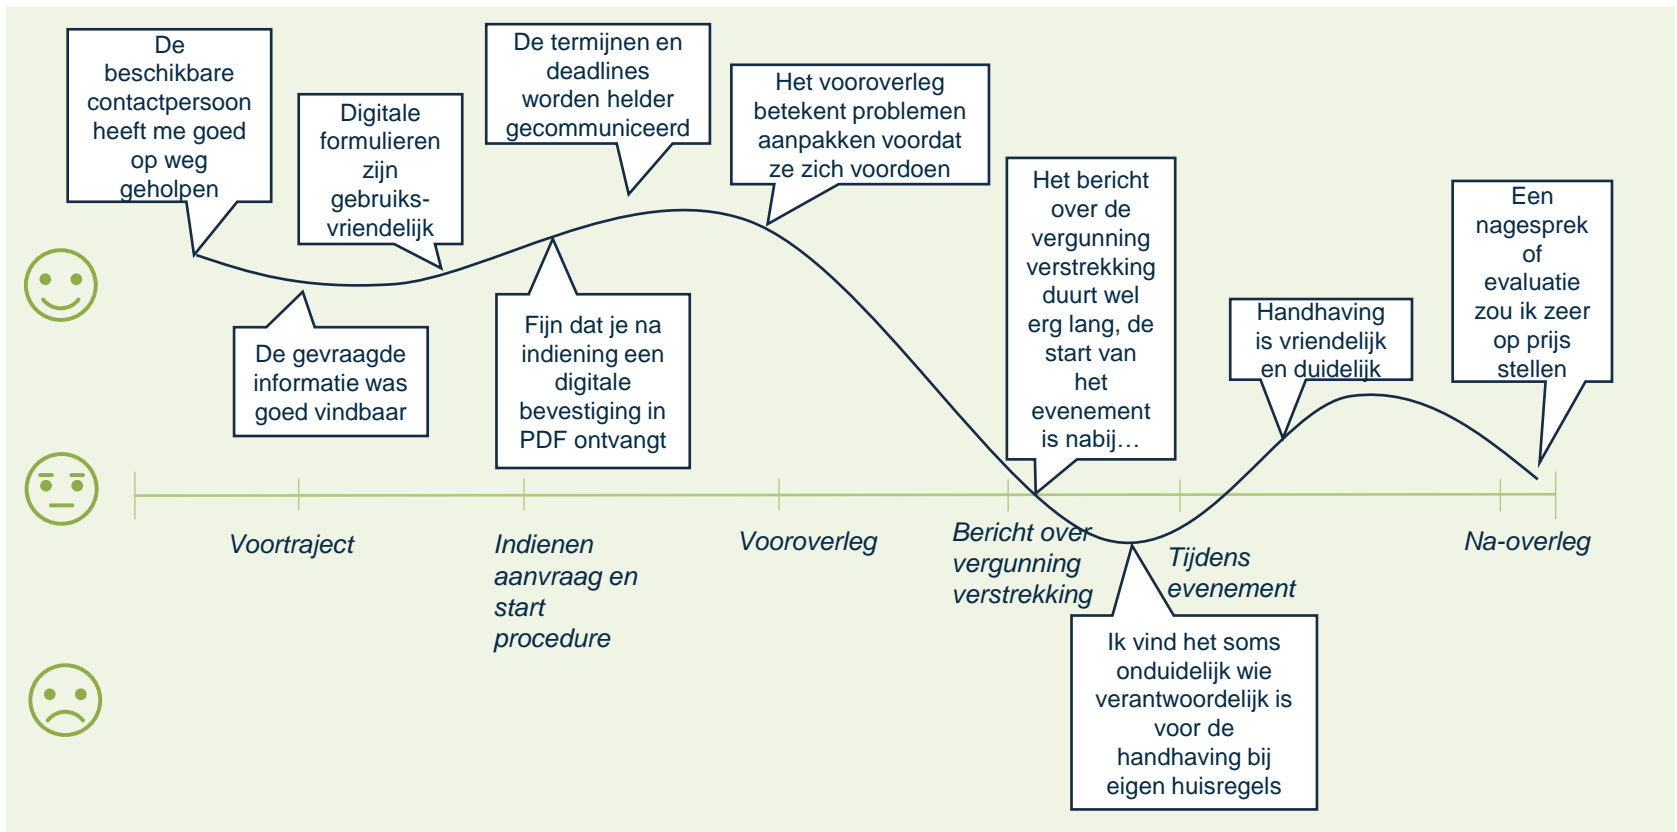 De
beschikbare
contactpersoon
heeft me goed
op weg
geholpen
Digitale
formulieren
zijn
gebruiks-
vriendelijk
De termijnen en
deadlines
worden helder
gecommuniceerd
Het vooroverleg
betekent problemen
aanpakken voordat
ze zich voordoen
Het bericht
over de
vergunning
verstrekking
duurt wel
erg lang, de
start van
het
evenement
is nabij…
Een
nagesprek
of
evaluatie
zou ik zeer
op prijs
stellen
Handhaving
is vriendelijk
en duidelijk
De gevraagde
informatie was
goed vindbaar
Fijn dat je na
indiening een
digitale
bevestiging in
PDF ontvangt
Voortraject
Indienen
aanvraag en
start
procedure
Vooroverleg
Bericht over
vergunning
verstrekking
Tijdens
evenement
Na-overleg
Ik vind het soms
onduidelijk wie
verantwoordelijk is
voor de
handhaving bij
eigen huisregels